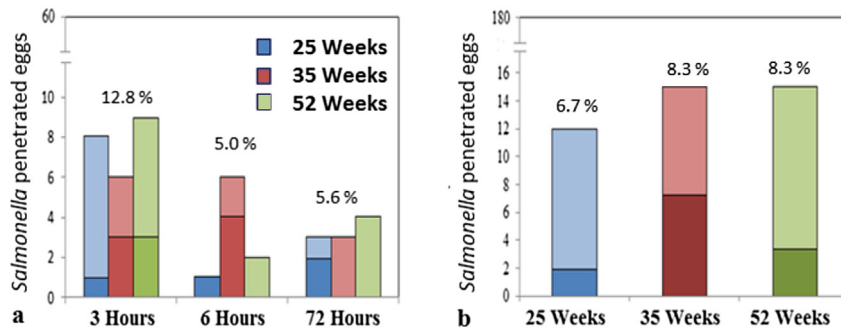 Salmonella penetrated eggs
60
10
8
6
4
2
0
25 Weeks
35 Weeks
52 Weeks
12.8 %
5.0 %
5.6 %
3 Hours 6 Hours 72 Hours
a
Salmonella penetrated eggs
180
16
14
12
10
8
6
4
2
0
6.7 %
8.3 %
8.3 %
25 Weeks 35 Weeks 52 Weeks
b